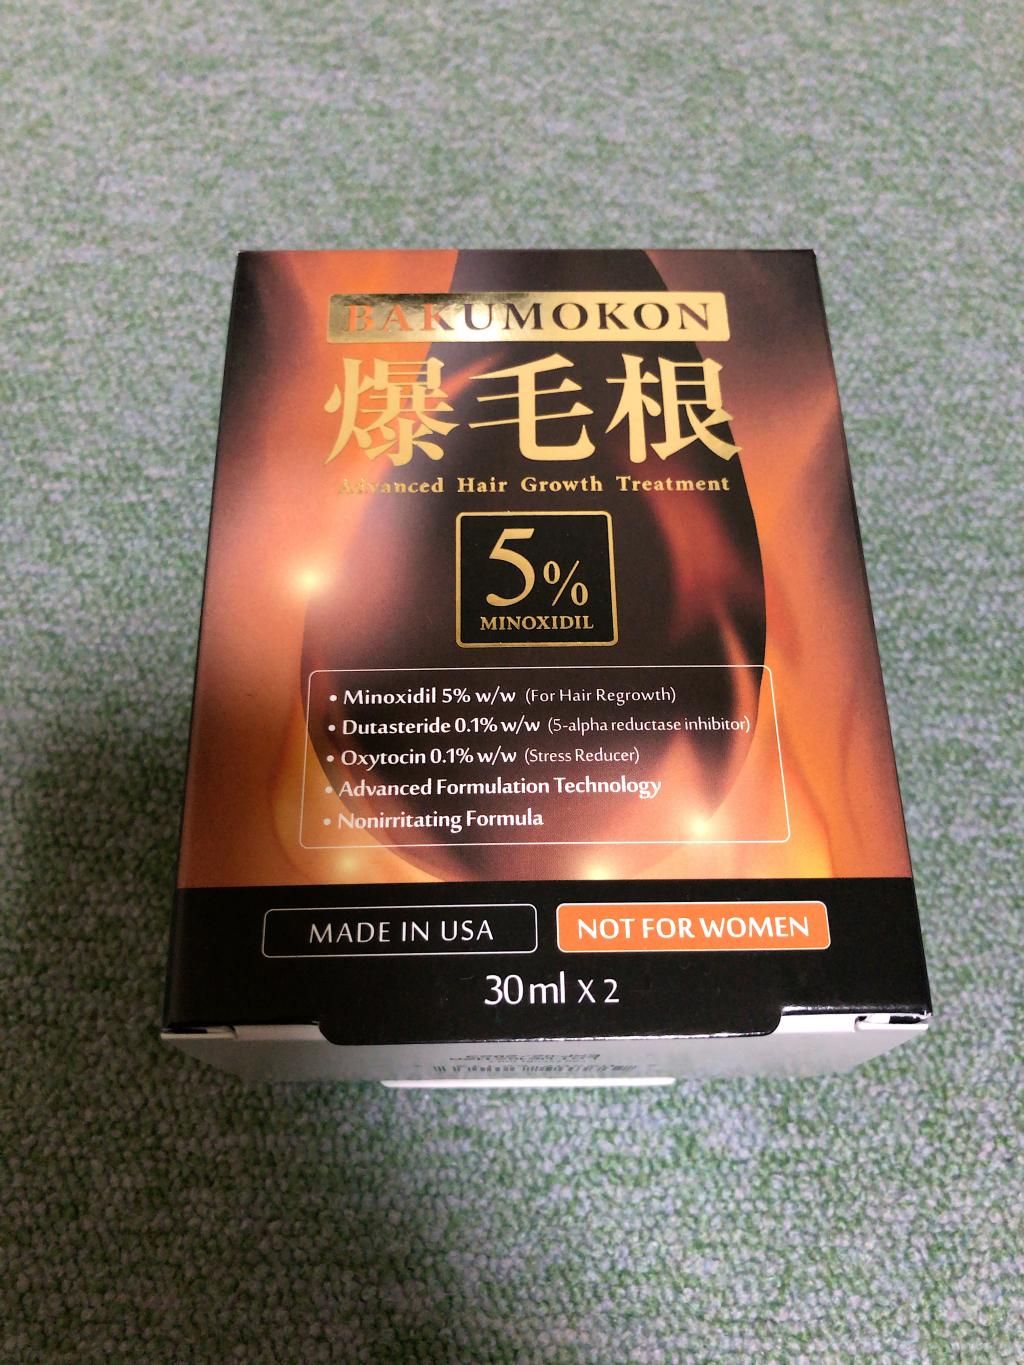 BAKUMOKON
爆毛根
Advanced Hair Growth Treatment
5%
MINOXIDIL
• Minoxidil 5% w/w (For Hair Regrowth)
• Dutasteride 0.1% w/w (5-alpha reductase inhibitor)
• Oxytocin 0.1% w/w (Stress Reducer)
• Advanced Formulation Technology
• Nonirritating Formula
MADE IN USA
NOT FOR WOMEN
30ml X 2